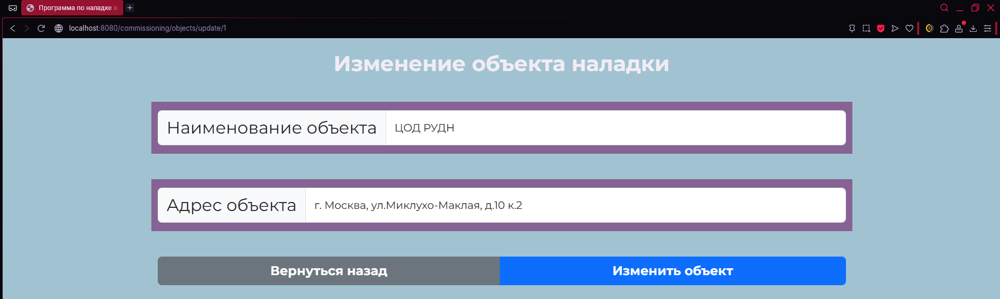 Программа по наладке в
localhost:8080/commissioning/objects/update/1
Изменение объекта наладки
Наименование объекта ЦОД РУДН
Адрес объекта г. Москва, ул.Миклухо-Маклая, д.10 к.2
Вернуться назад Изменить объект